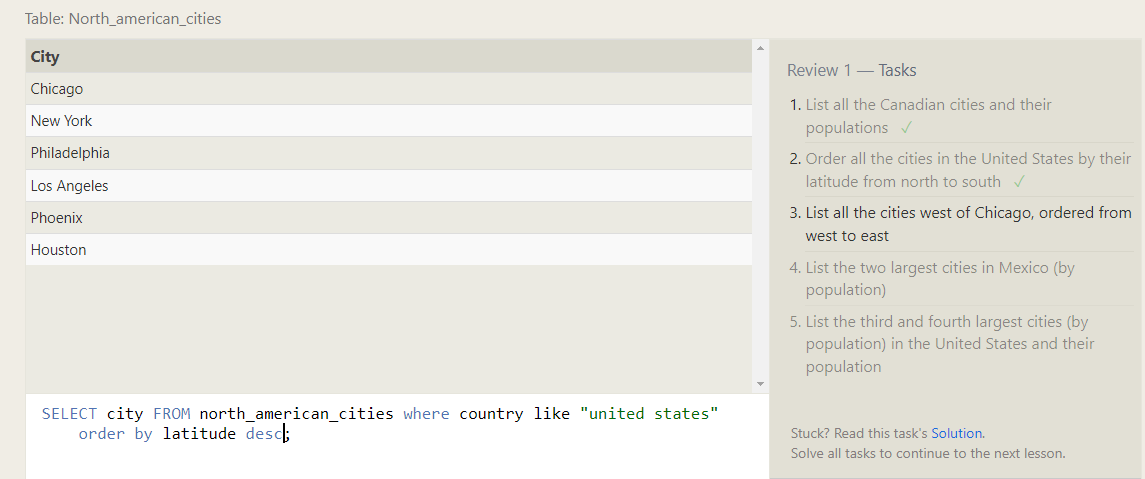 Table: North_american_cities
City
Chicago
New York
Philadelphia
Los Angeles
Phoenix
Houston
SELECT city FROM north_american_cities where country like "united states"
order by latitude desc;
Review 1 — Tasks
1. List all the Canadian cities and their
populations ✓
2. Order all the cities in the United States by their
latitude from north to south ✓
3. List all the cities west of Chicago, ordered from
west to east
4. List the two largest cities in Mexico (by
population)
5. List the third and fourth largest cities (by
population) in the United States and their
population
Stuck? Read this task's Solution.
Solve all tasks to continue to the next lesson.